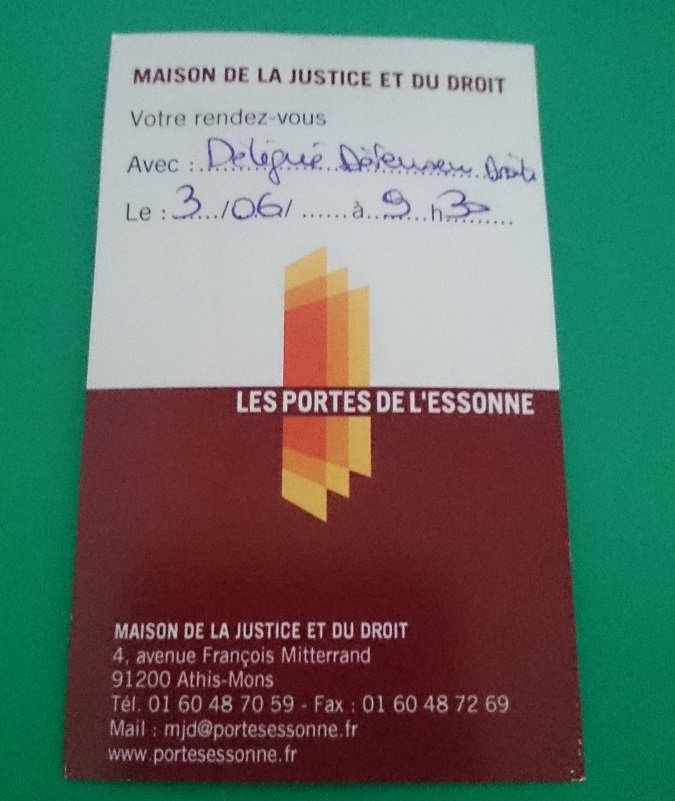 MAISON DE LA JUSTICE ET DU DROIT
Votre rendez-vous
Avec : Délégué Défenseur Droits
Le : 3 /06/ ...... à 9 h 30
LES PORTES DE L'ESSONNE
MAISON DE LA JUSTICE ET DU DROIT
4, avenue François Mitterrand
91200 Athis-Mons
Tél. 01 60 48 70 59 - Fax : 01 60 48 72 69
Mail : mjd@portesessonne.fr
www.portesessonne.fr